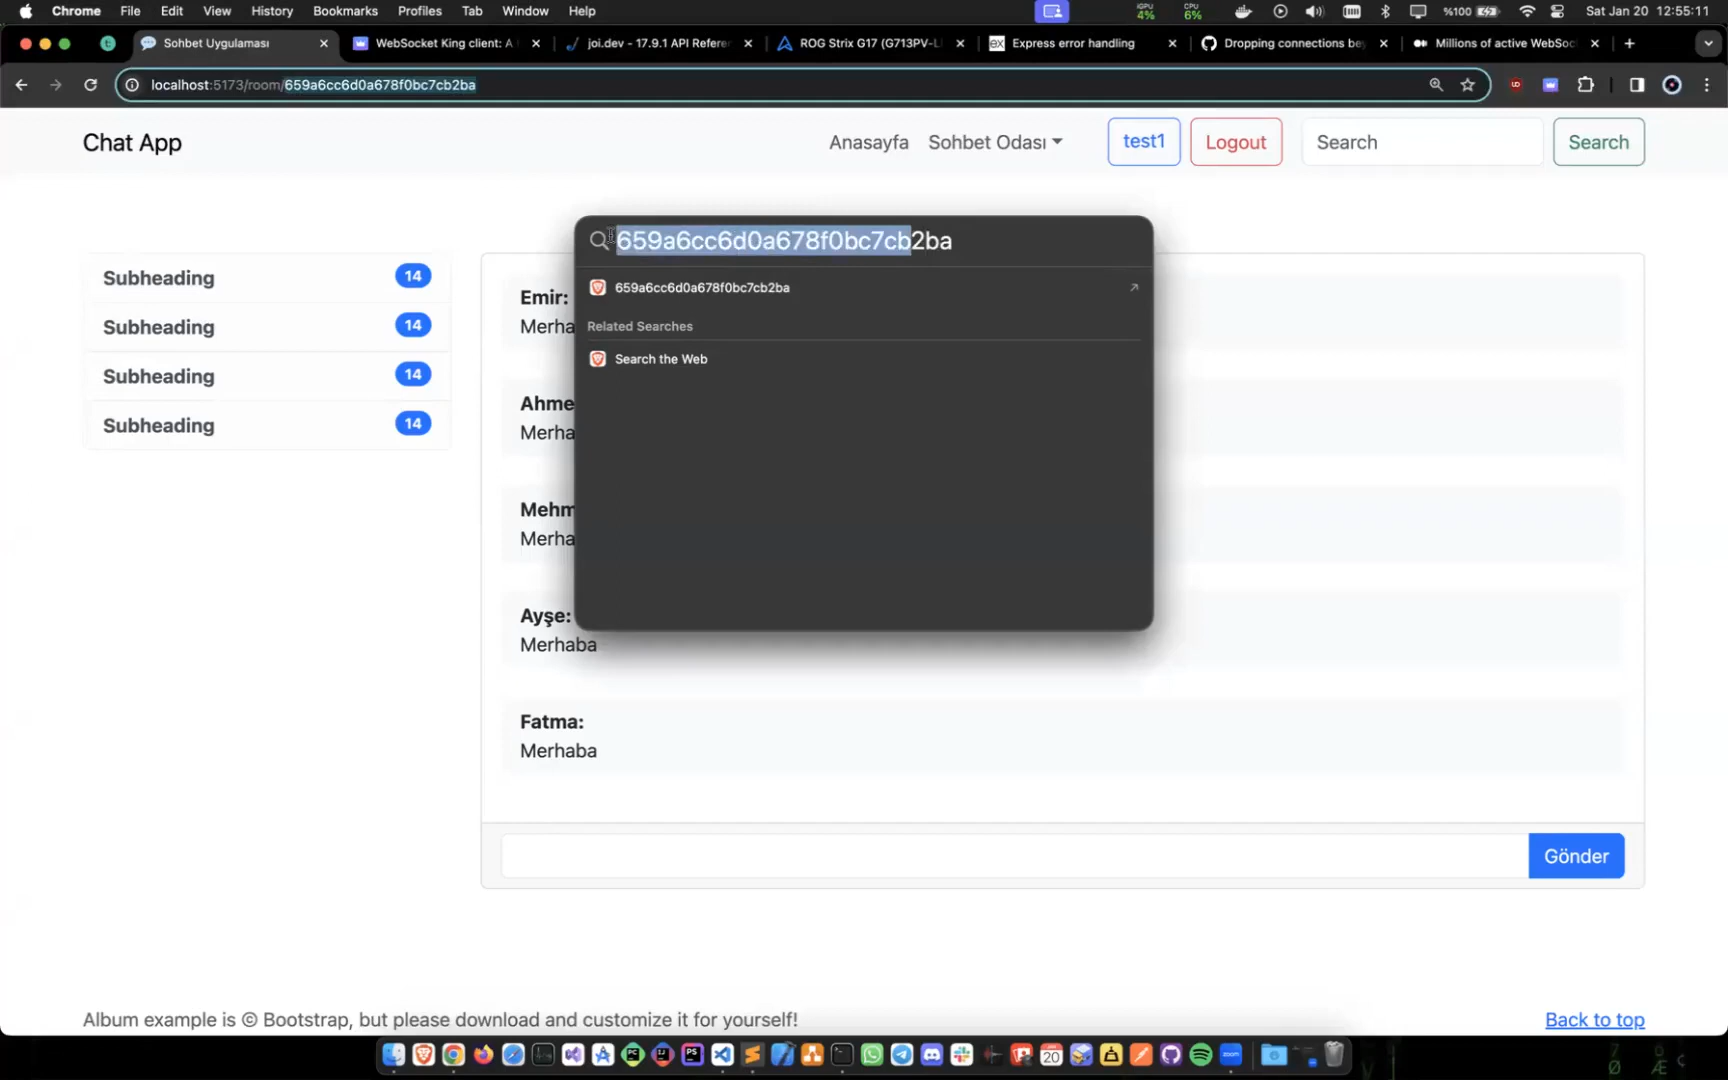 Chrome File Edit View History Bookmarks Profiles Tab Window Help
iGPU 4% CPU 6% %100 Sat Jan 20 12:55:11
Sohbet Uygulaması
WebSocket King client: A
joi.dev - 17.9.1 API Refere
ROG Strix G17 (G713PV-L
Express error handling
Dropping connections be
Millions of active WebSoc
localhost:5173/room/659a6cc6d0a678f0bc7cb2ba
Chat App
Anasayfa
Sohbet Odası
test1
Logout
Search
Search
659a6cc6d0a678f0bc7cb2ba
659a6cc6d0a678f0bc7cb2ba
Related Searches
Search the Web
Subheading 14
Subheading 14
Subheading 14
Subheading 14
Emir:
Merha
Ahme
Merha
Mehm
Merha
Ayşe:
Merhaba
Fatma:
Merhaba
Gönder
Album example is © Bootstrap, but please download and customize it for yourself!
Back to top